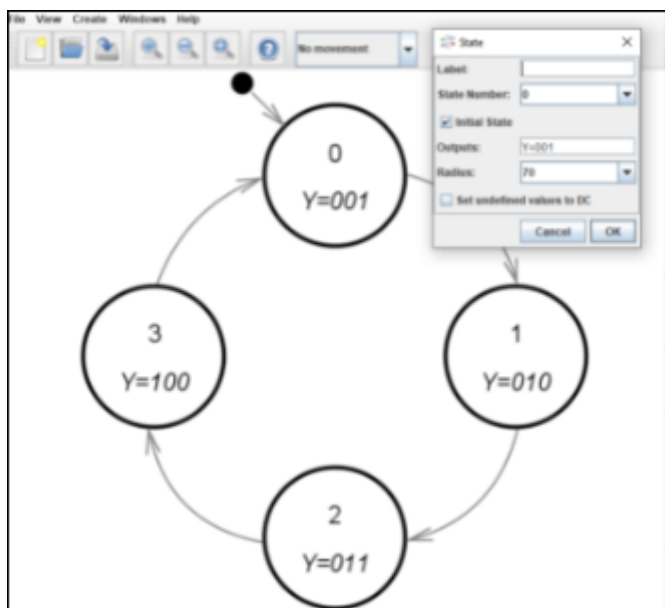 File View Create Windows Help
No movement
State
Label:
State Number: 0
Initial State
Outputs: Y=001
Radius: 70
Set undefined values to DC
Cancel OK
0
Y=001
3
Y=100
1
Y=010
2
Y=011